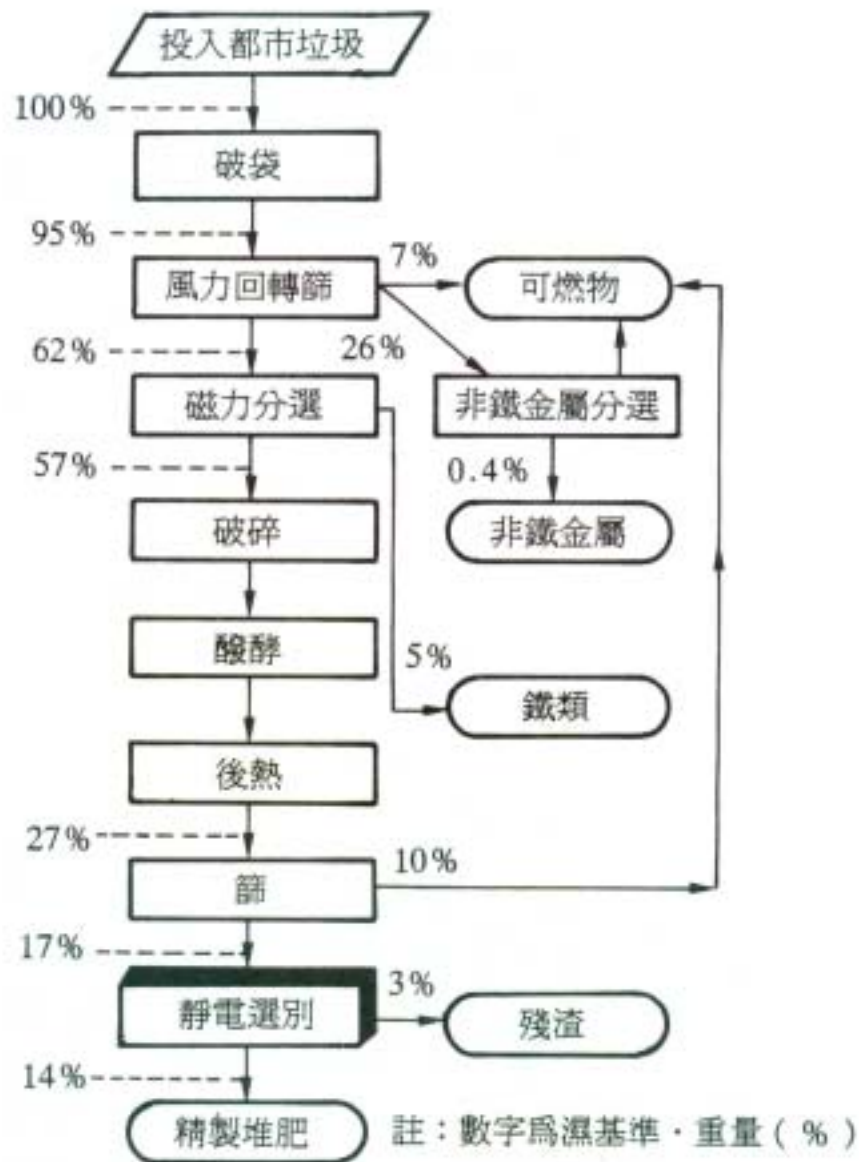 投入都市垃圾
100%
破袋
95%
7%
風力回轉篩
可燃物
62%
26%
磁力分選
非鐵金屬分選
57%
0.4%
破碎
非鐵金屬
醱酵
5%
鐵類
後熱
27%
10%
篩
17%
3%
靜電選別
殘渣
14%
精製堆肥
註：數字爲濕基準·重量(%)